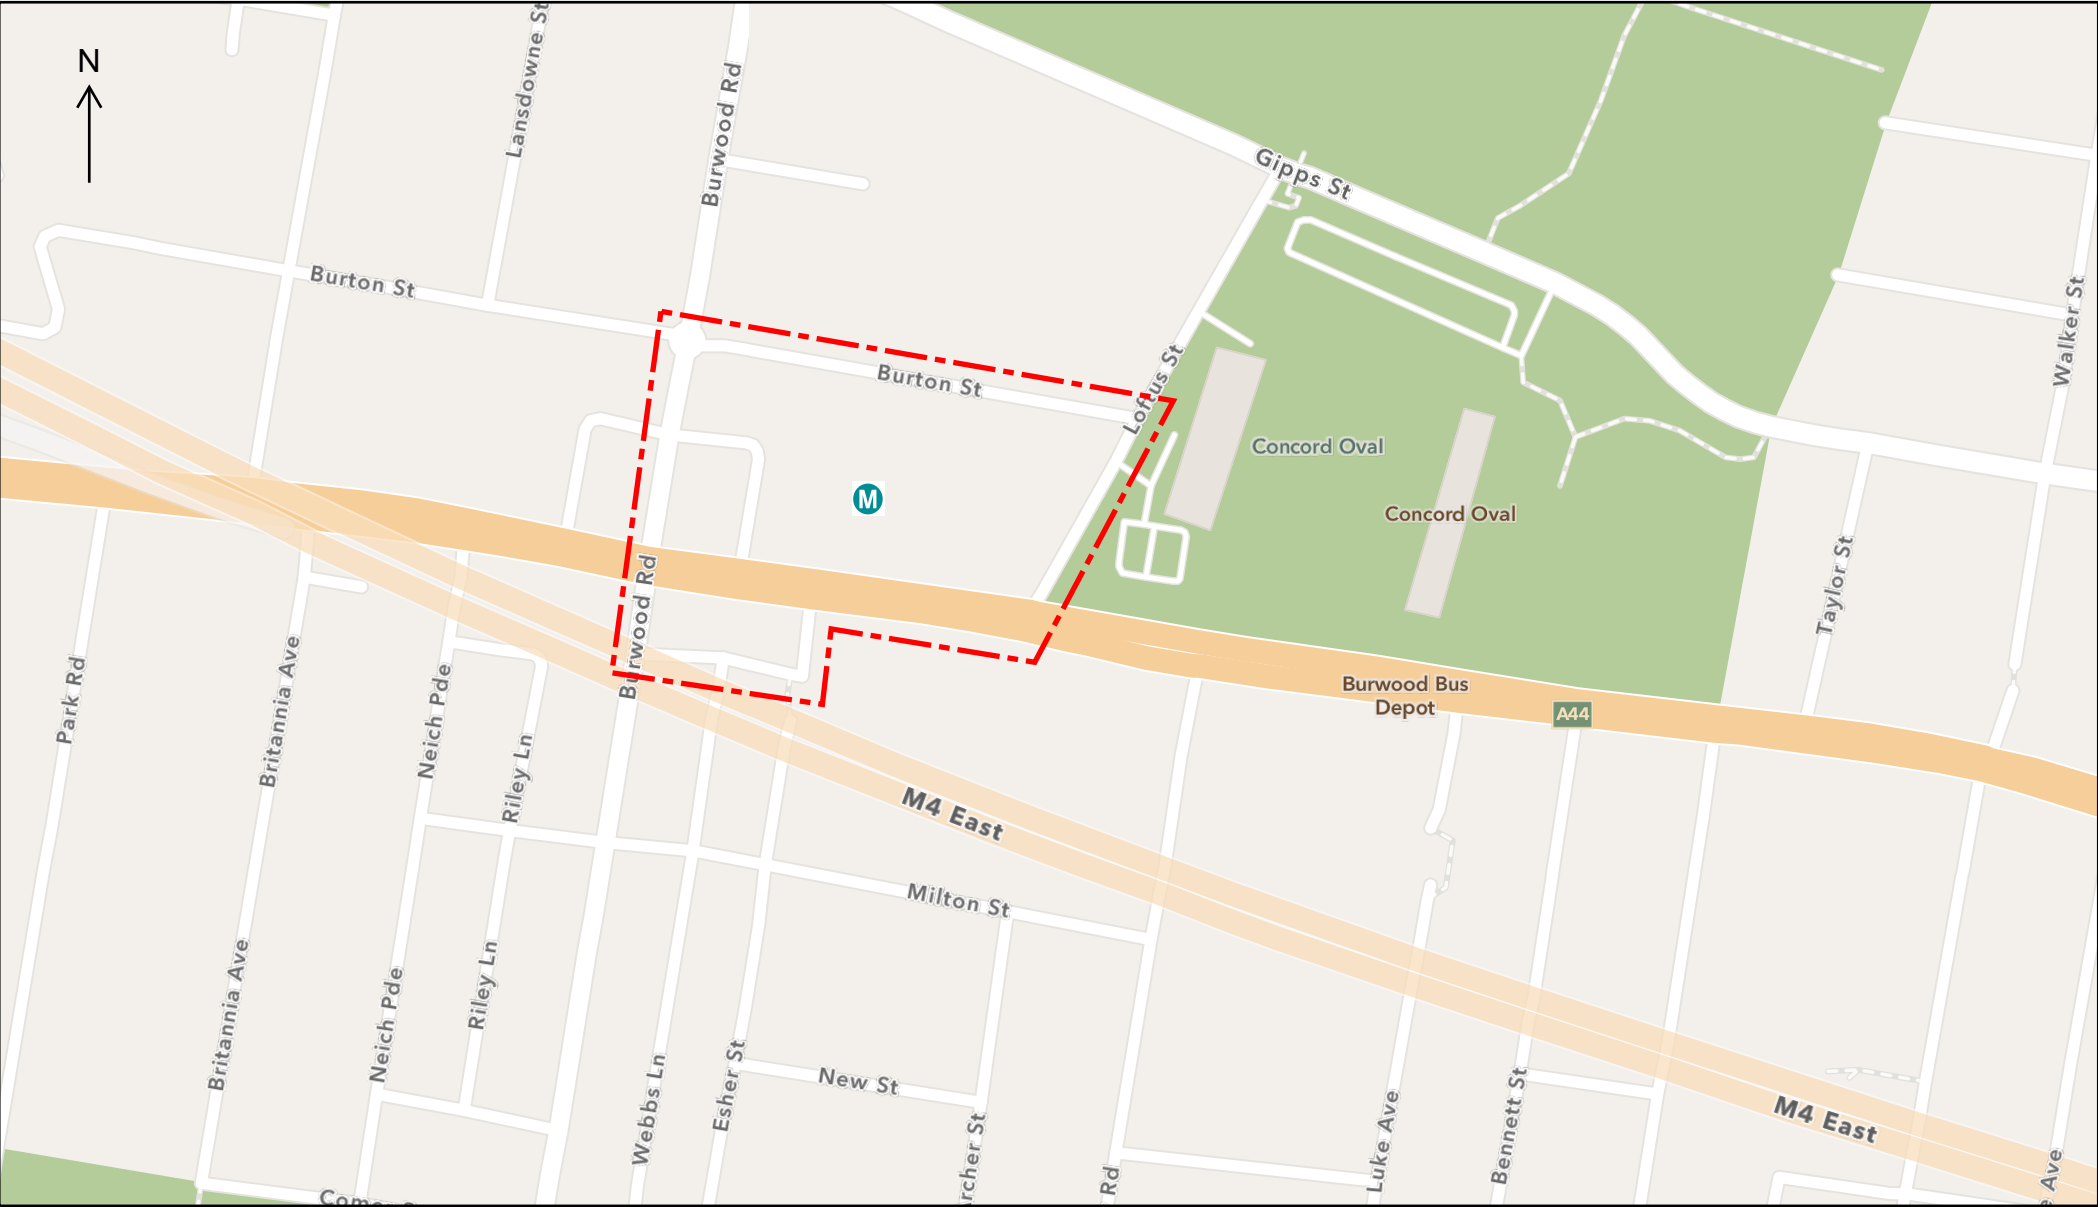 N
Lansdowne St
Burwood Rd
Gipps St
Burton St
Walker St
Burton St
Loftus St
Concord Oval
M
Concord Oval
Taylor St
Burwood Rd
Park Rd
Britannia Ave
Neich Pde
Riley Ln
Burwood Bus
Depot
A44
M4 East
Milton St
Britannia Ave
Neich Pde
Riley Ln
Webbs Ln
Esher St
New St
Archer St
Rd
Luke Ave
Bennett St
M4 East
Ave